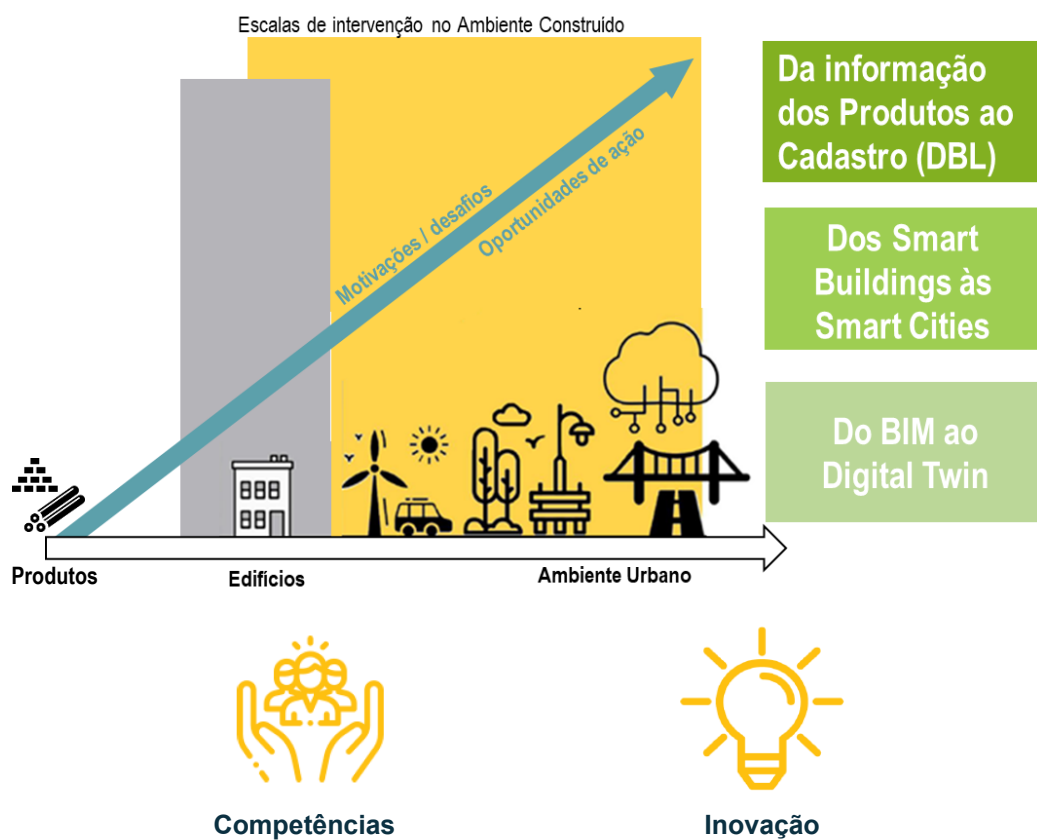 Escalas de intervenção no Ambiente Construído
Motivações / desafios
Oportunidades de ação
Da informação
dos Produtos ao
Cadastro (DBL)
Dos Smart
Buildings às
Smart Cities
Do BIM ao
Digital Twin
Produtos
Edifícios
Ambiente Urbano
Competências
Inovação